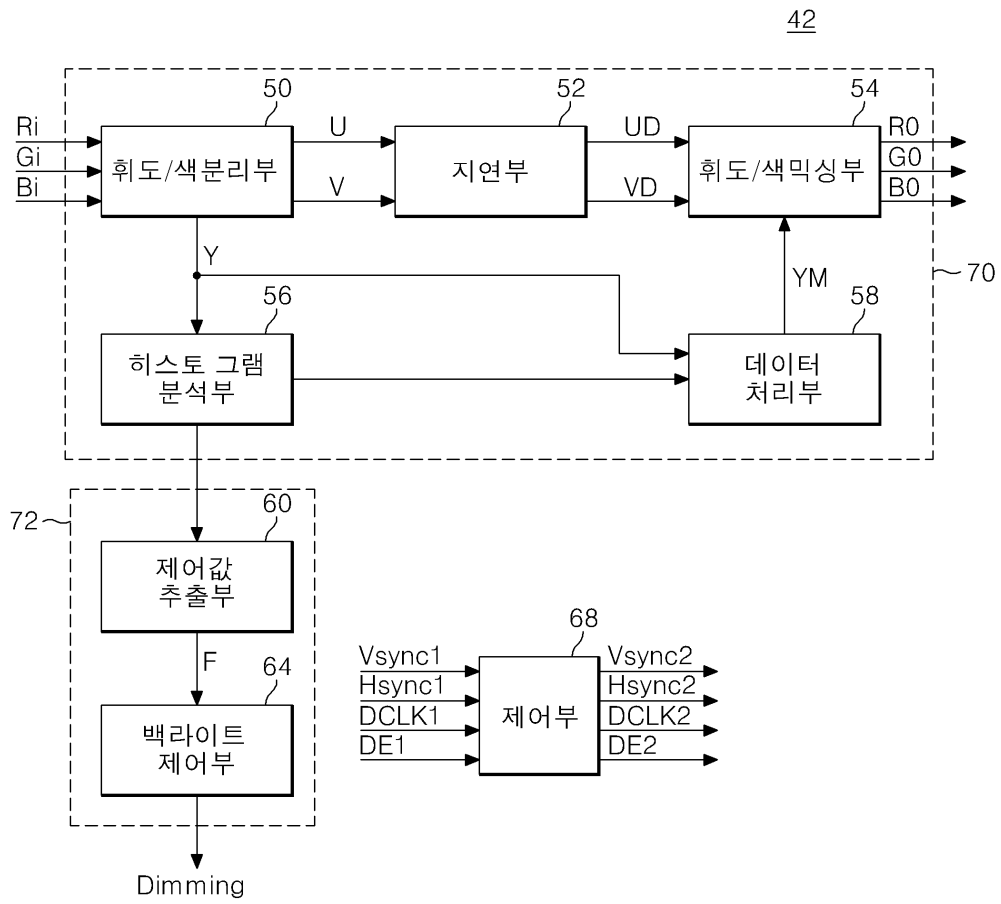 42
50
52
54
Ri
Gi
Bi
휘도/색분리부
U
V
지연부
UD
VD
휘도/색믹싱부
R0
G0
B0
Y
YM
70
56
58
히스토 그램
분석부
데이터
처리부
72
60
제어값
추출부
F
64
백라이트
제어부
Dimming
68
Vsync1
Hsync1
DCLK1
DE1
제어부
Vsync2
Hsync2
DCLK2
DE2